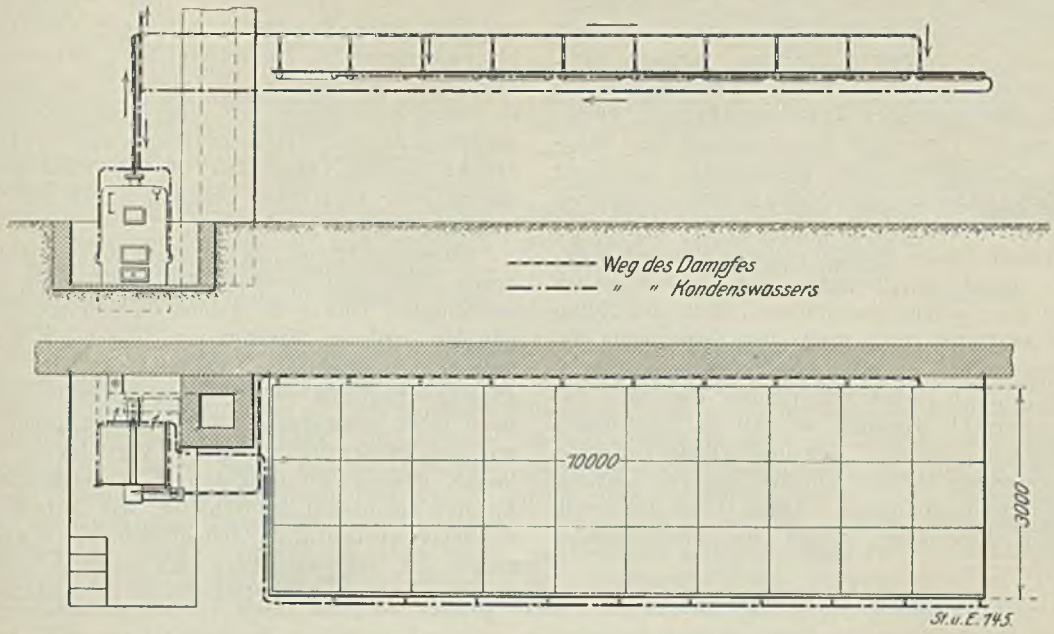 Weg des Dampfes
" " Kondenswassers
10000
3000
St.u.E.145.